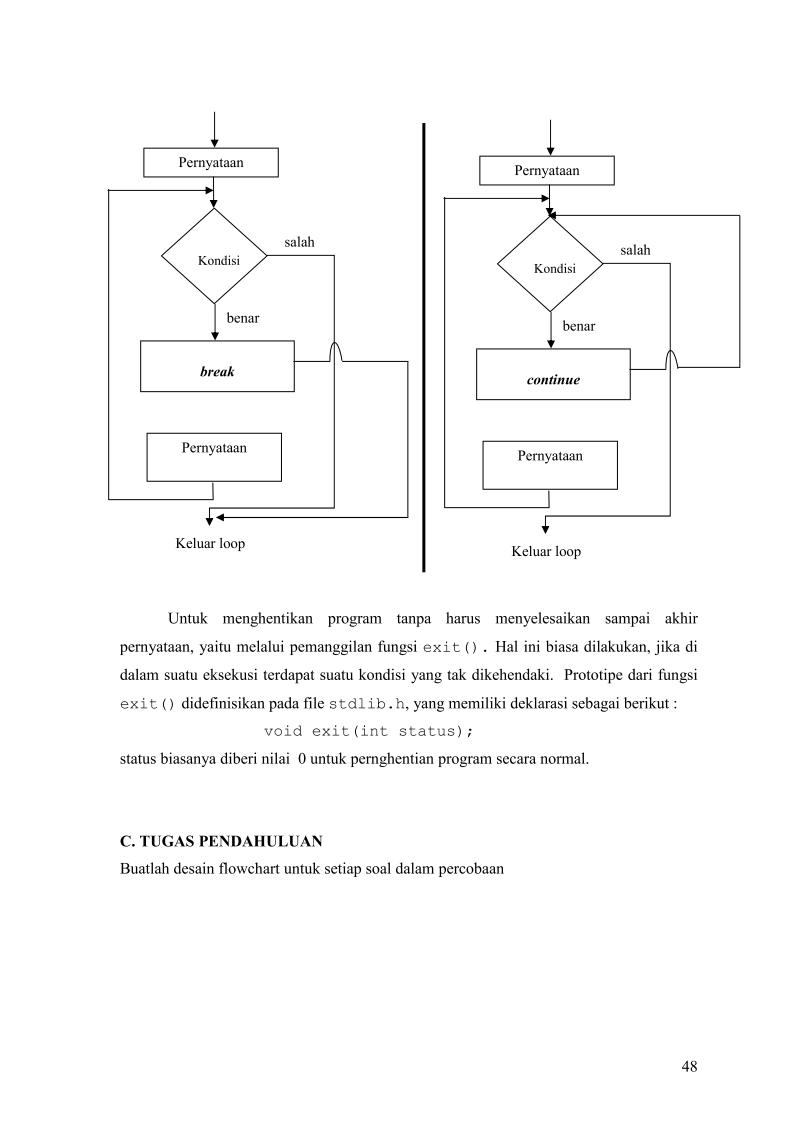 Pernyataan
Kondisi
salah
benar
break
Pernyataan
Keluar loop
Pernyataan
Kondisi
salah
benar
continue
Pernyataan
Keluar loop
Untuk menghentikan program tanpa harus menyelesaikan sampai akhir
pernyataan, yaitu melalui pemanggilan fungsi exit(). Hal ini biasa dilakukan, jika di
dalam suatu eksekusi terdapat suatu kondisi yang tak dikehendaki. Prototipe dari fungsi
exit() didefinisikan pada file stdlib.h, yang memiliki deklarasi sebagai berikut :
void exit(int status);
status biasanya diberi nilai 0 untuk pernghentian program secara normal.
C. TUGAS PENDAHULUAN
Buatlah desain flowchart untuk setiap soal dalam percobaan
48